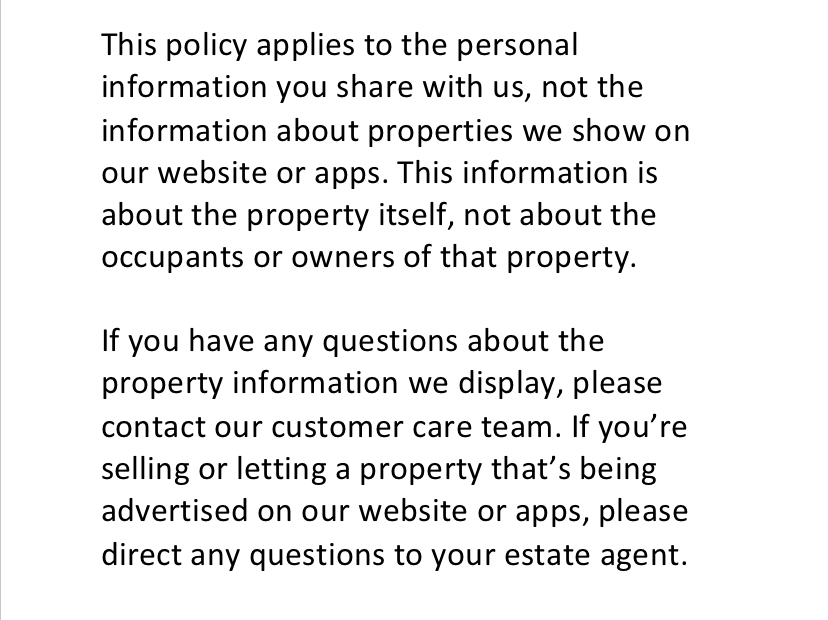 This policy applies to the personal
information you share with us, not the
information about properties we show on
our website or apps. This information is
about the property itself, not about the
occupants or owners of that property.
If you have any questions about the
property information we display, please
contact our customer care team. If you’re
selling or letting a property that’s being
advertised on our website or apps, please
direct any questions to your estate agent.